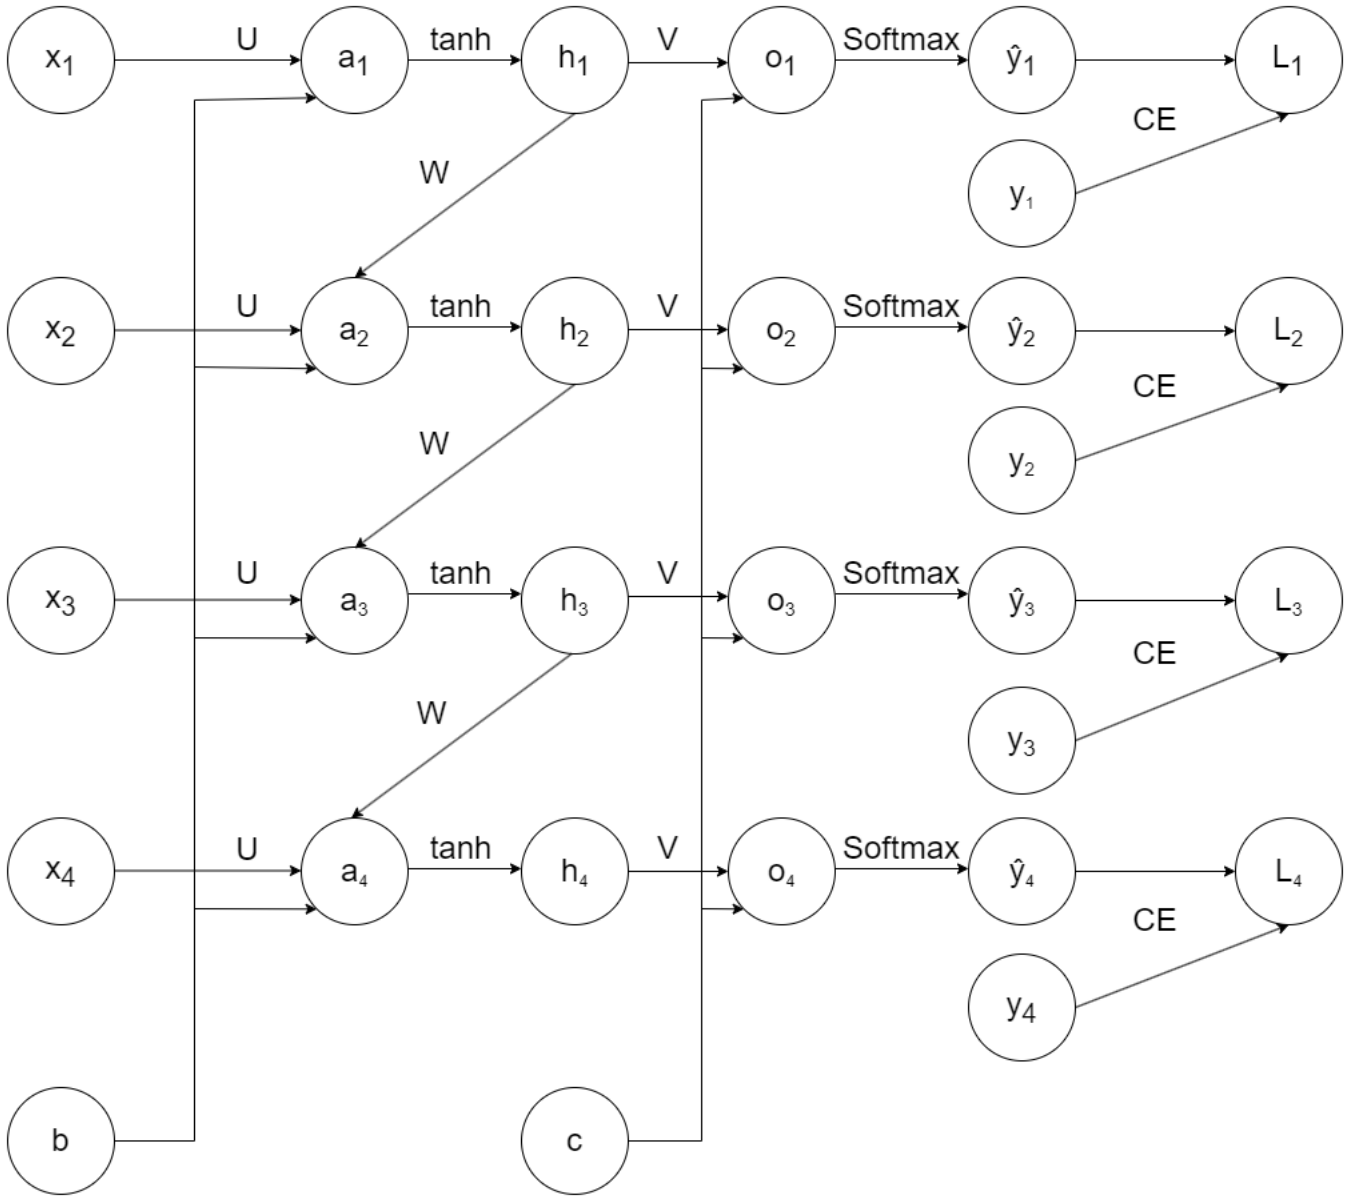 x₁ U a₁ tanh h₁ V o₁ Softmax ŷ₁ L₁
CE
W
y₁
x₂ U a₂ tanh h₂ V o₂ Softmax ŷ₂ L₂
CE
W
y₂
x₃ U a₃ tanh h₃ V o₃ Softmax ŷ₃ L₃
CE
W
y₃
x₄ U a₄ tanh h₄ V o₄ Softmax ŷ₄ L₄
CE
y₄
b c